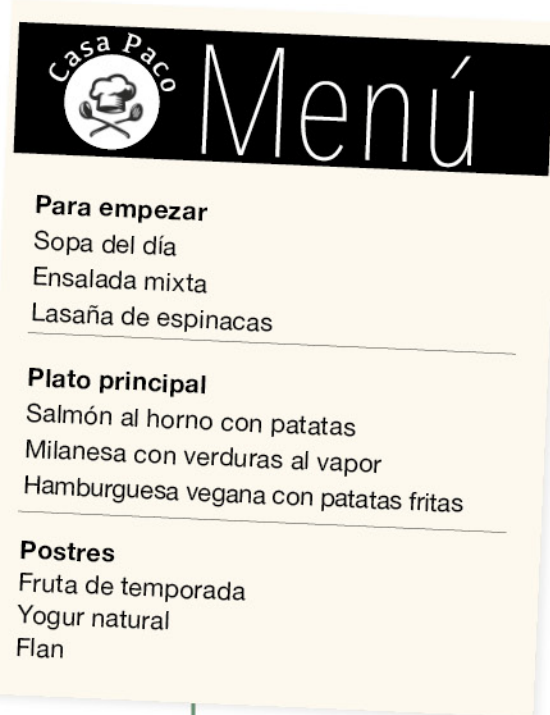 Casa Paco
Menú
Para empezar
Sopa del día
Ensalada mixta
Lasaña de espinacas
Plato principal
Salmón al horno con patatas
Milanesa con verduras al vapor
Hamburguesa vegana con patatas fritas
Postres
Fruta de temporada
Yogur natural
Flan